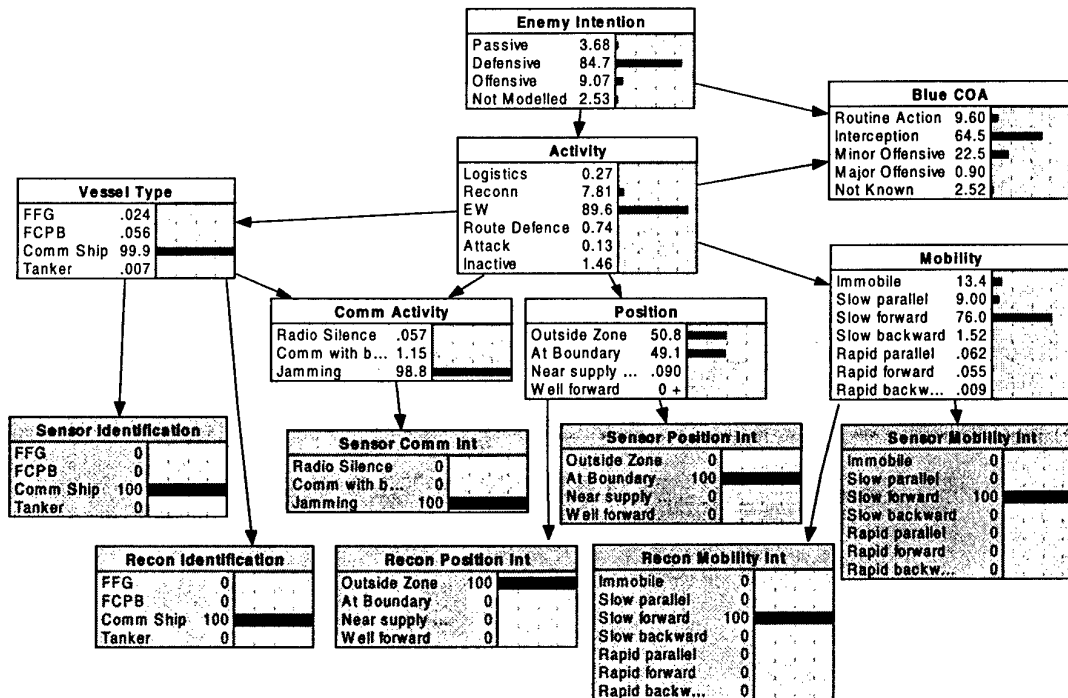 Enemy Intention
Passive 3.68
Defensive 84.7
Offensive 9.07
Not Modelled 2.53
Blue COA
Routine Action 9.60
Interception 64.5
Minor Offensive 22.5
Major Offensive 0.90
Not Known 2.52
Activity
Logistics 0.27
Reconn 7.81
EW 89.6
Route Defence 0.74
Attack 0.13
Inactive 1.46
Vessel Type
FFG .024
FCPB .056
Comm Ship 99.9
Tanker .007
Mobility
Immobile 13.4
Slow parallel 9.00
Slow forward 76.0
Slow backward 1.52
Rapid parallel .062
Rapid forward .055
Rapid backw... .009
Comm Activity
Radio Silence .057
Comm with b... 1.15
Jamming 98.8
Position
Outside Zone 50.8
At Boundary 49.1
Near supply ... .090
Well forward 0 +
Sensor Identification
FFG 0
FCPB 0
Comm Ship 100
Tanker 0
Sensor Comm Int
Radio Silence 0
Comm with b... 0
Jamming 100
Sensor Position Int
Outside Zone 0
At Boundary 100
Near supply ... 0
Well forward 0
Sensor Mobility Int
Immobile 0
Slow parallel 0
Slow forward 100
Slow backward 0
Rapid parallel 0
Rapid forward 0
Rapid backw... 0
Recon Identification
FFG 0
FCPB 0
Comm Ship 100
Tanker 0
Recon Position Int
Outside Zone 100
At Boundary 0
Near supply ... 0
Well forward 0
Recon Mobility Int
Immobile 0
Slow parallel 0
Slow forward 100
Slow backward 0
Rapid parallel 0
Rapid forward 0
Rapid backw... 0